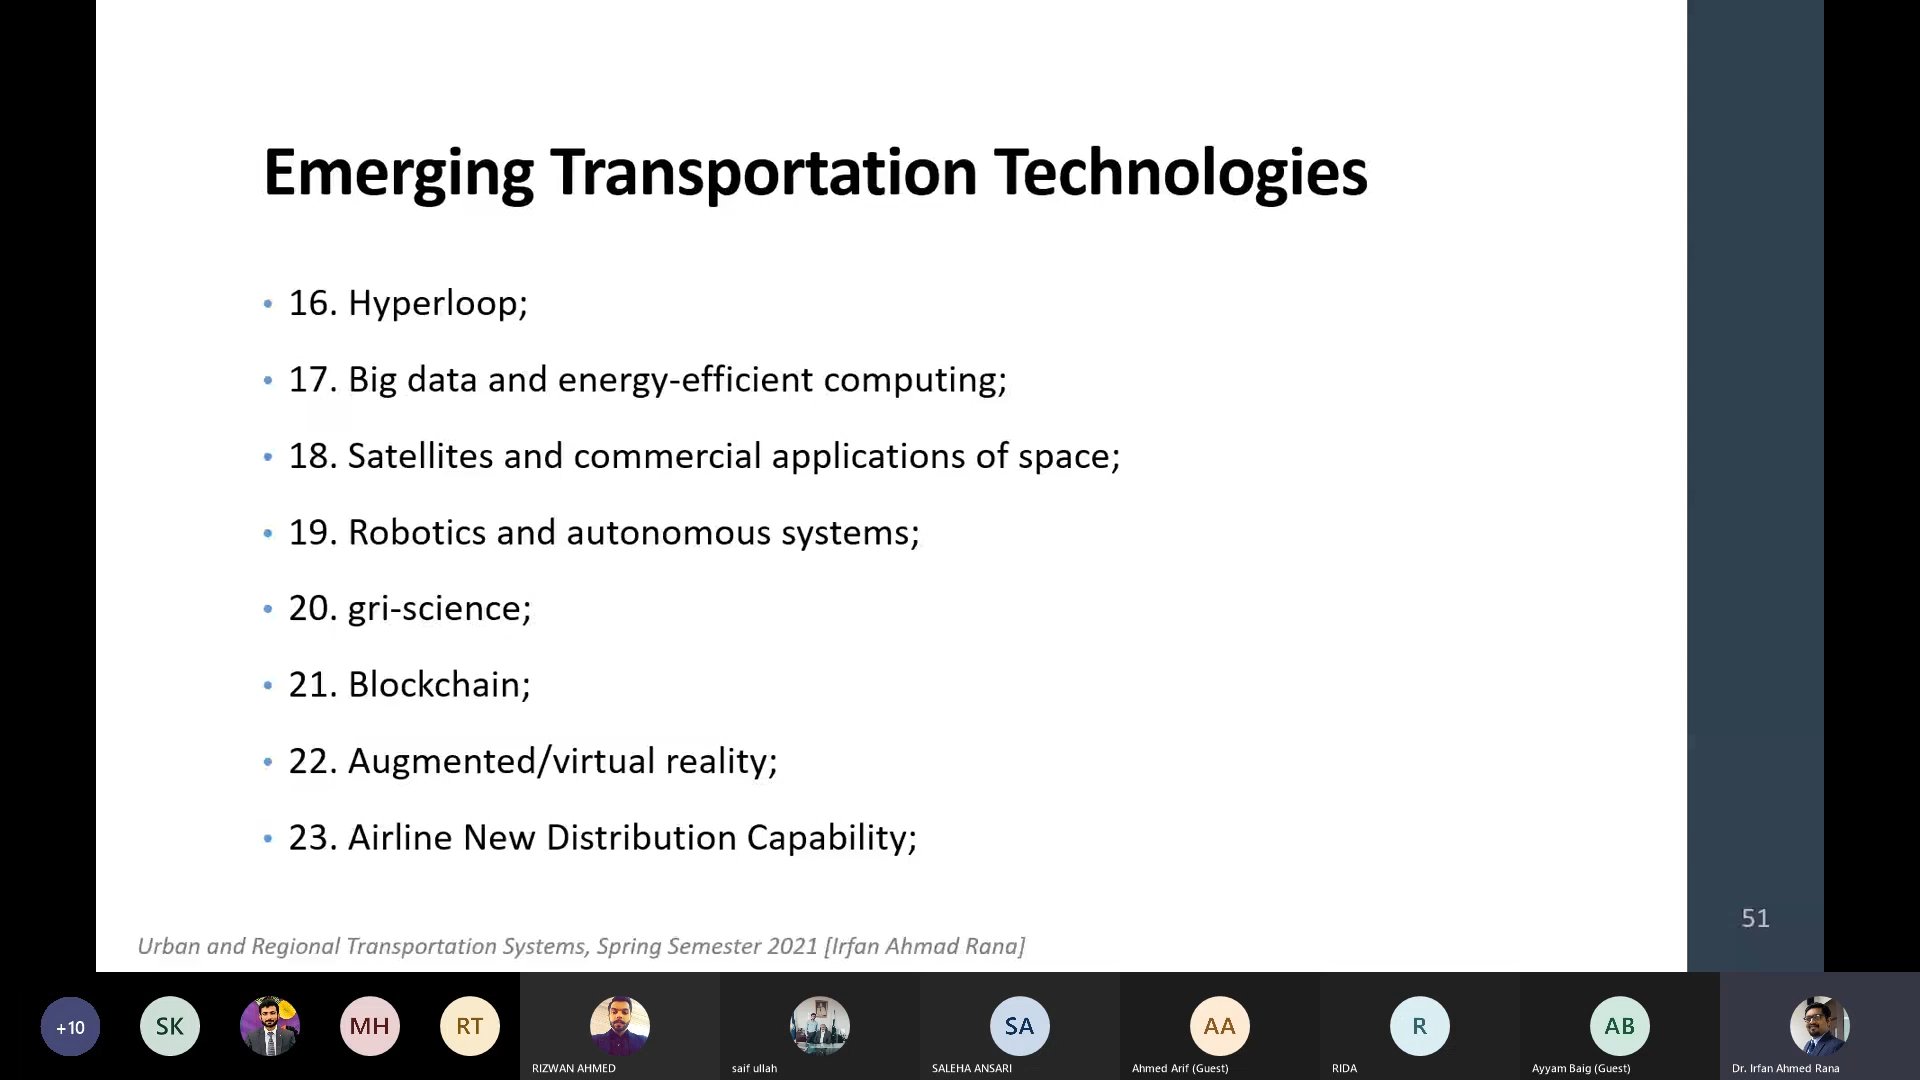 Emerging Transportation Technologies
• 16. Hyperloop;
• 17. Big data and energy-efficient computing;
• 18. Satellites and commercial applications of space;
• 19. Robotics and autonomous systems;
• 20. gri-science;
• 21. Blockchain;
• 22. Augmented/virtual reality;
• 23. Airline New Distribution Capability;
51
Urban and Regional Transportation Systems, Spring Semester 2021 [Irfan Ahmad Rana]
+10 SK MH RT SA AA R AB
RIZWAN AHMED saif ullah SALEHA ANSARI Ahmed Arif (Guest) RIDA Ayyam Baig (Guest) Dr. Irfan Ahmed Rana